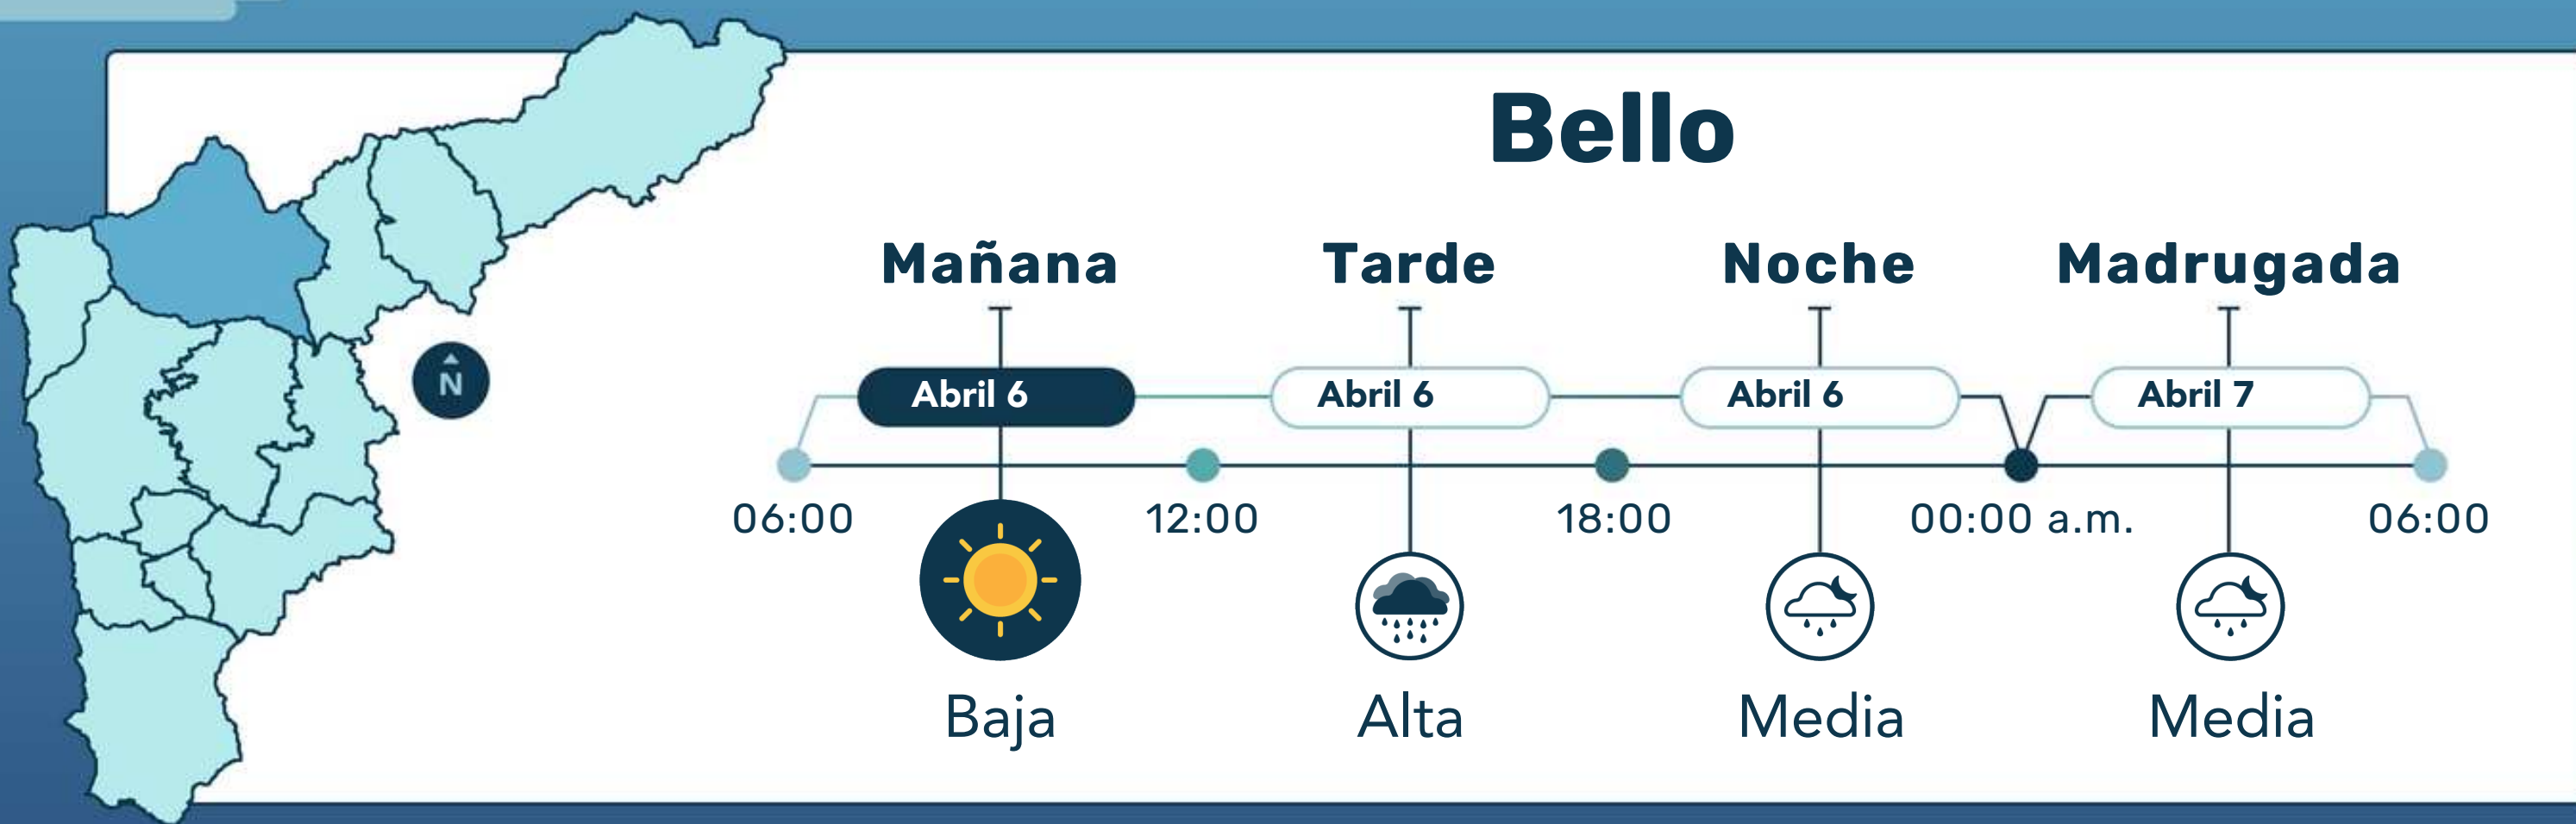 Bello
Mañana Tarde Noche Madrugada
N
Abril 6 Abril 6 Abril 6 Abril 7
06:00 12:00 18:00 00:00 a.m. 06:00
Baja Alta Media Media